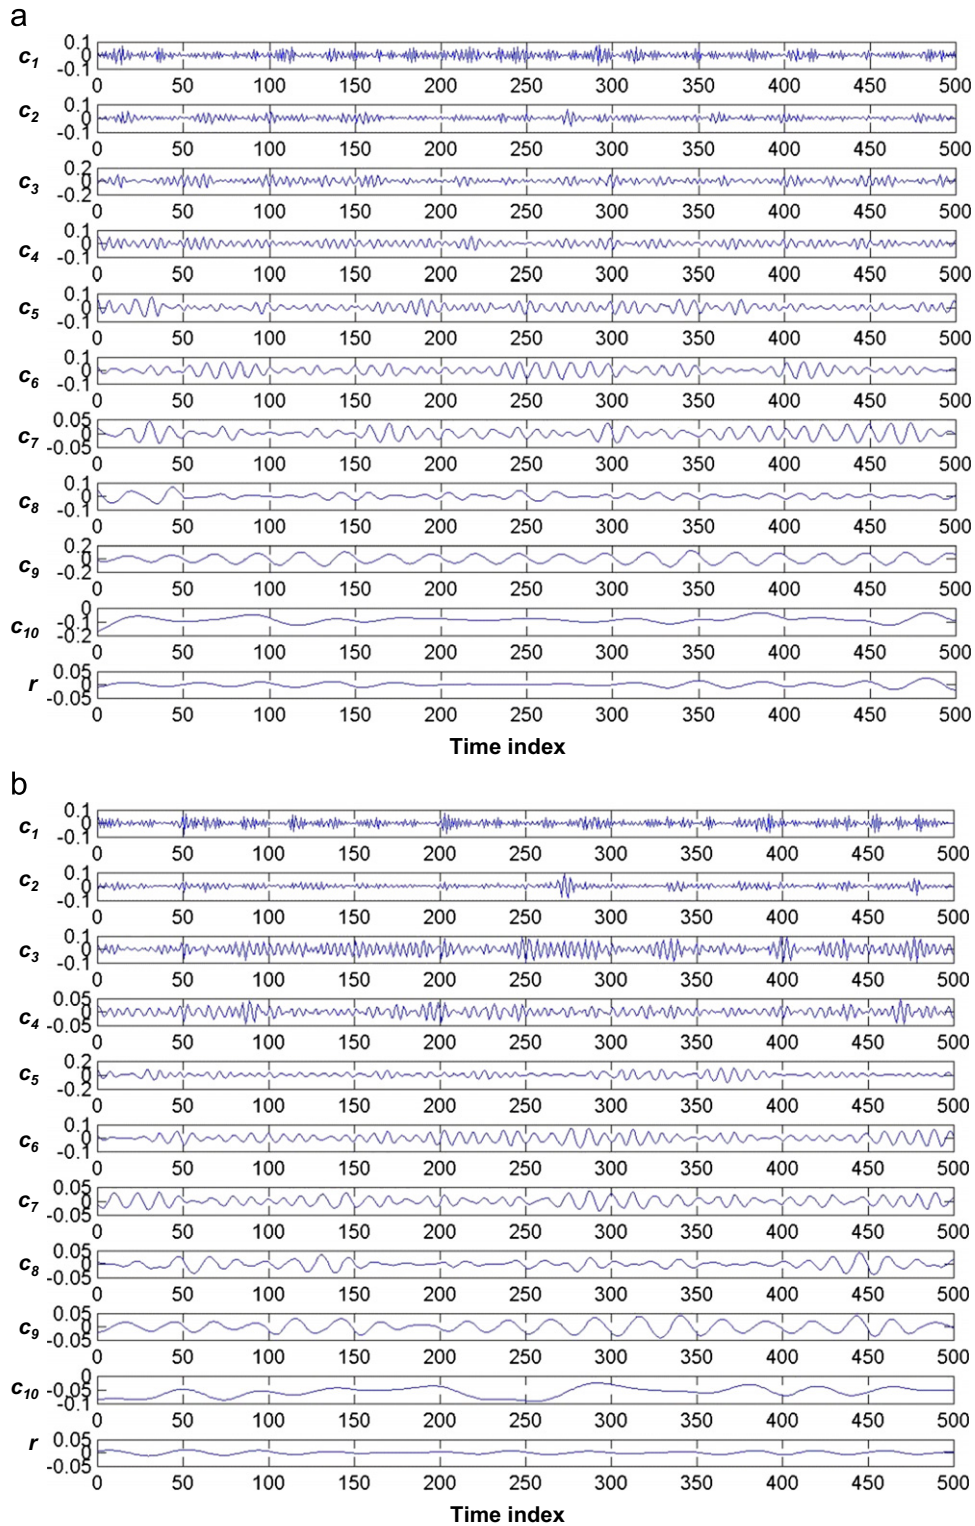 a
c1 0.1 0 -0.1
0 50 100 150 200 250 300 350 400 450 500
c2 0.1 0 -0.1
0 50 100 150 200 250 300 350 400 450 500
c3 0.2 0 -0.2
0 50 100 150 200 250 300 350 400 450 500
c4 0.1 0 -0.1
0 50 100 150 200 250 300 350 400 450 500
c5 0.1 0 -0.1
0 50 100 150 200 250 300 350 400 450 500
c6 0.1 0 -0.1
0 50 100 150 200 250 300 350 400 450 500
c7 0.05 0 -0.05
0 50 100 150 200 250 300 350 400 450 500
c8 0.1 0 -0.1
0 50 100 150 200 250 300 350 400 450 500
c9 0.2 0 -0.2
0 50 100 150 200 250 300 350 400 450 500
c10 0 -0.1 -0.2
0 50 100 150 200 250 300 350 400 450 500
r 0.05 0 -0.05
0 50 100 150 200 250 300 350 400 450 500
Time index
b
c1 0.1 0 -0.1
0 50 100 150 200 250 300 350 400 450 500
c2 0.1 0 -0.1
0 50 100 150 200 250 300 350 400 450 500
c3 0.1 0 -0.1
0 50 100 150 200 250 300 350 400 450 500
c4 0.05 0 -0.05
0 50 100 150 200 250 300 350 400 450 500
c5 0.2 0 -0.2
0 50 100 150 200 250 300 350 400 450 500
c6 0.1 0 -0.1
0 50 100 150 200 250 300 350 400 450 500
c7 0.05 0 -0.05
0 50 100 150 200 250 300 350 400 450 500
c8 0.05 0 -0.05
0 50 100 150 200 250 300 350 400 450 500
c9 0.05 0 -0.05
0 50 100 150 200 250 300 350 400 450 500
c10 0 -0.05 -0.1
0 50 100 150 200 250 300 350 400 450 500
r 0.05 0 -0.05
0 50 100 150 200 250 300 350 400 450 500
Time index